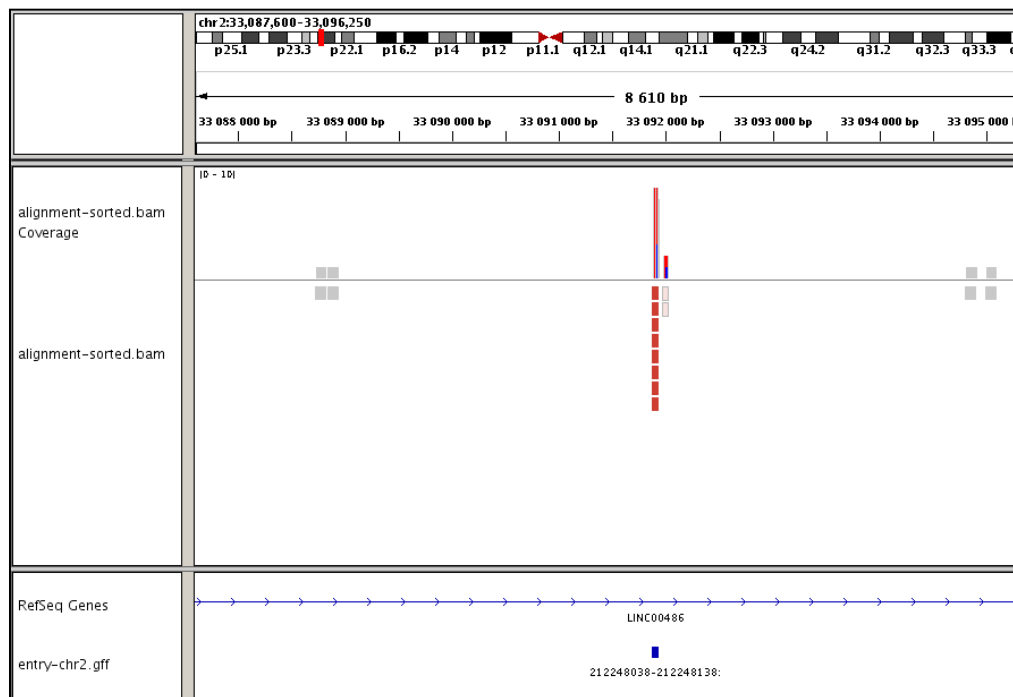 chr2:33,087,600-33,096,250
p25.1 p23.3 p22.1 p16.2 p14 p12 p11.1 q12.1 q14.1 q21.1 q22.3 q24.2 q31.2 q32.3 q33.3
8 610 bp
33 088 000 bp 33 089 000 bp 33 090 000 bp 33 091 000 bp 33 092 000 bp 33 093 000 bp 33 094 000 bp 33 095 000
[0 - 10]
alignment-sorted.bam
Coverage
alignment-sorted.bam
RefSeq Genes
LINC00486
entry-chr2.gff
212248038-212248138: